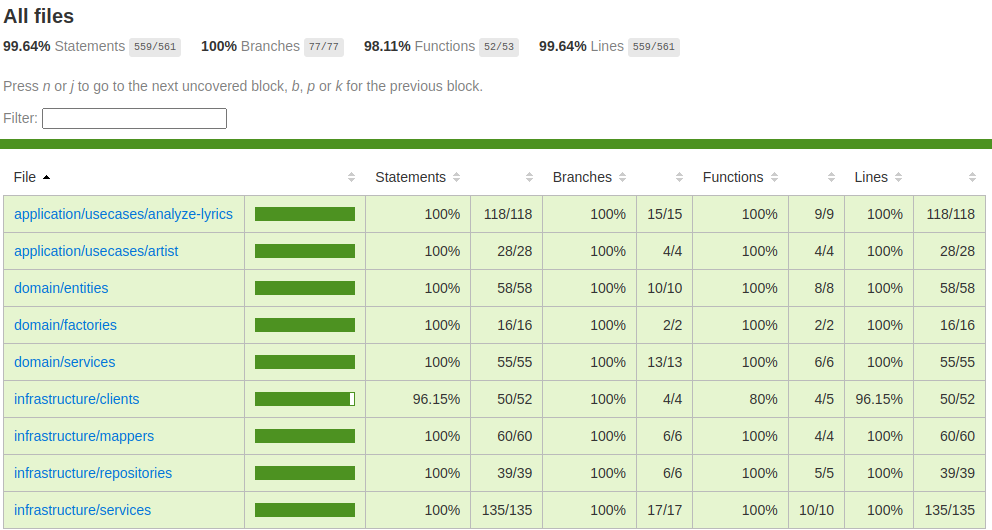 All files
99.64% Statements 559/561 100% Branches 77/77 98.11% Functions 52/53 99.64% Lines 559/561
Press n or j to go to the next uncovered block, b, p or k for the previous block.
Filter:
File Statements Branches Functions Lines
application/usecases/analyze-lyrics 100% 118/118 100% 15/15 100% 9/9 100% 118/118
application/usecases/artist 100% 28/28 100% 4/4 100% 4/4 100% 28/28
domain/entities 100% 58/58 100% 10/10 100% 8/8 100% 58/58
domain/factories 100% 16/16 100% 2/2 100% 2/2 100% 16/16
domain/services 100% 55/55 100% 13/13 100% 6/6 100% 55/55
infrastructure/clients 96.15% 50/52 100% 4/4 80% 4/5 96.15% 50/52
infrastructure/mappers 100% 60/60 100% 6/6 100% 4/4 100% 60/60
infrastructure/repositories 100% 39/39 100% 6/6 100% 5/5 100% 39/39
infrastructure/services 100% 135/135 100% 17/17 100% 10/10 100% 135/135